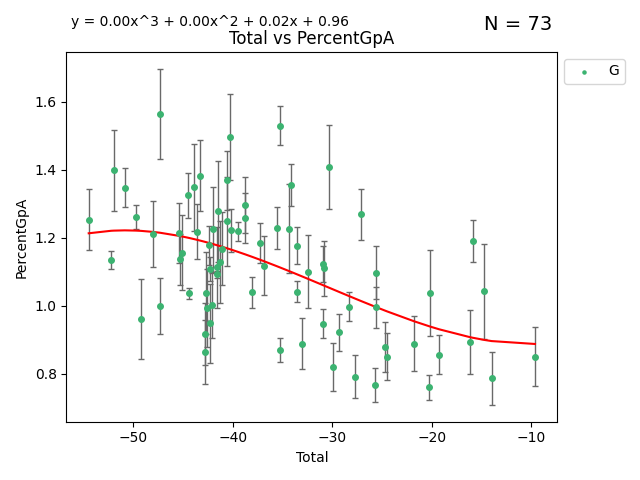 y = 0.00x^3 + 0.00x^2 + 0.02x + 0.96
N = 73
Total vs PercentGpA
G
PercentGpA
1.6
1.4
1.2
1.0
0.8
−50
−40
−30
−20
−10
Total